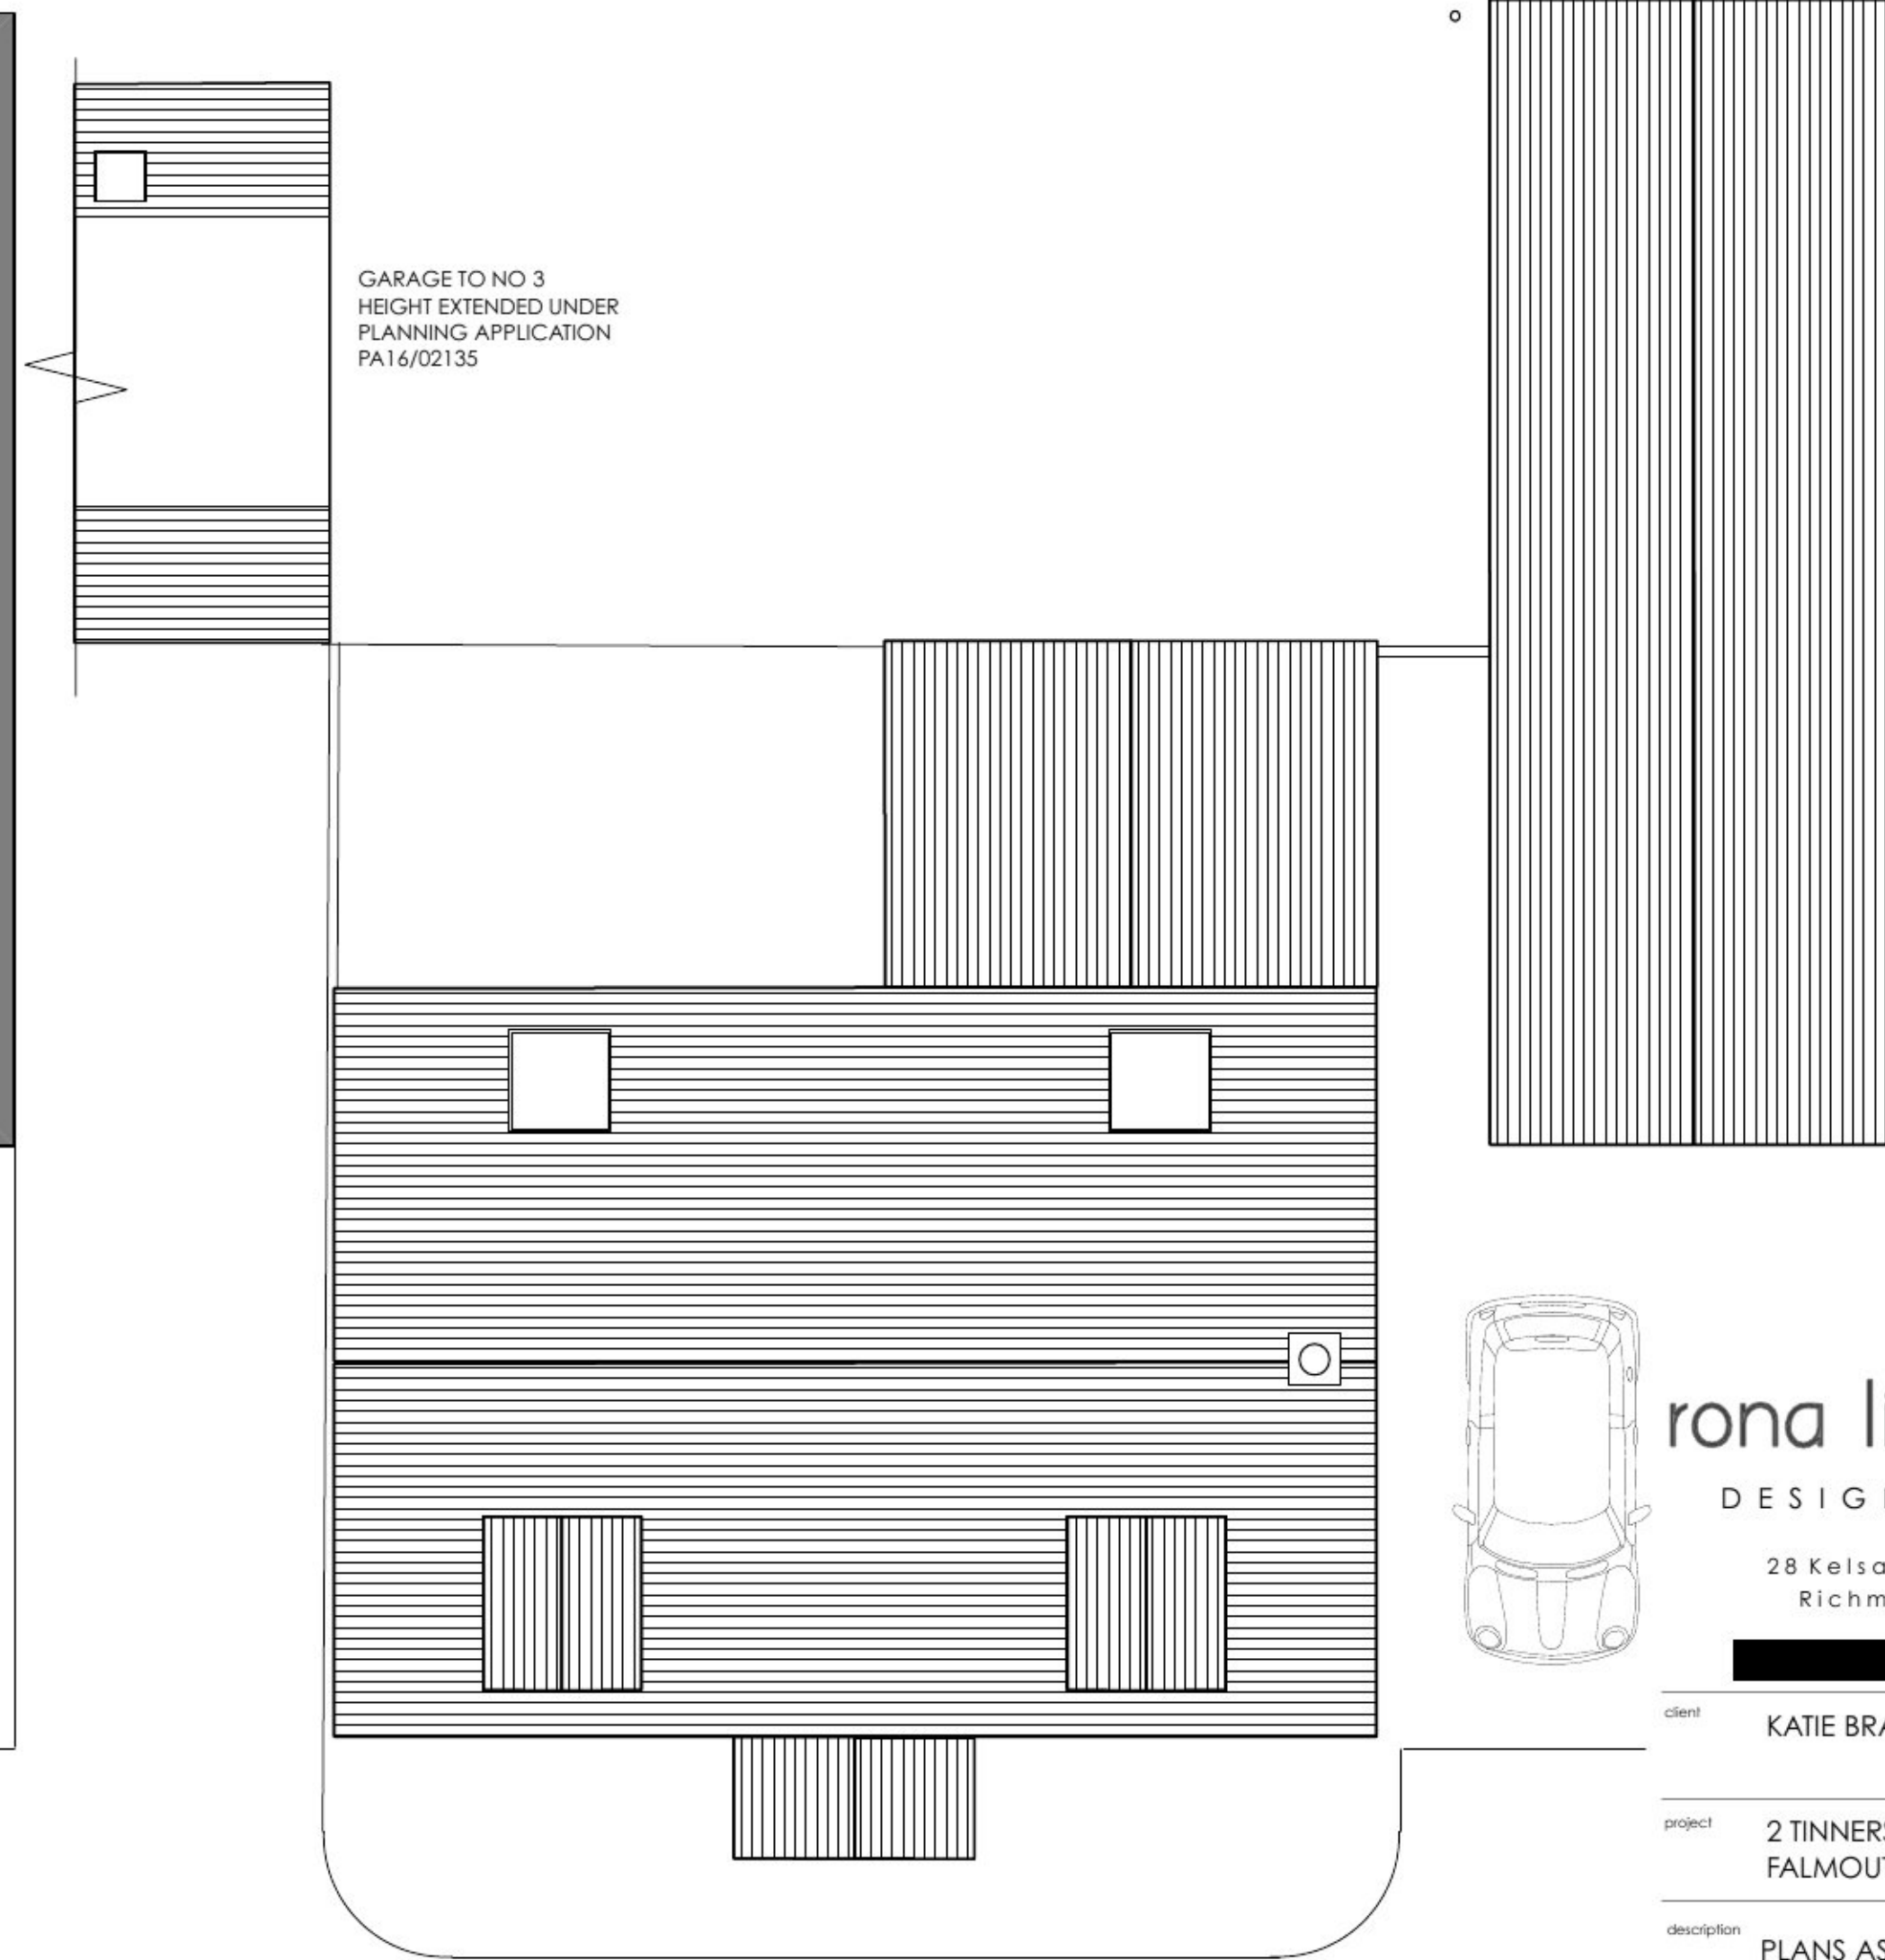 GARAGE TO NO 3
HEIGHT EXTENDED UNDER
PLANNING APPLICATION
PA16/02135
rona li
DESIG
28 Kelsa
Richm
client
KATIE BRA
project
2 TINNERS
FALMOUT
description
PLANS AS